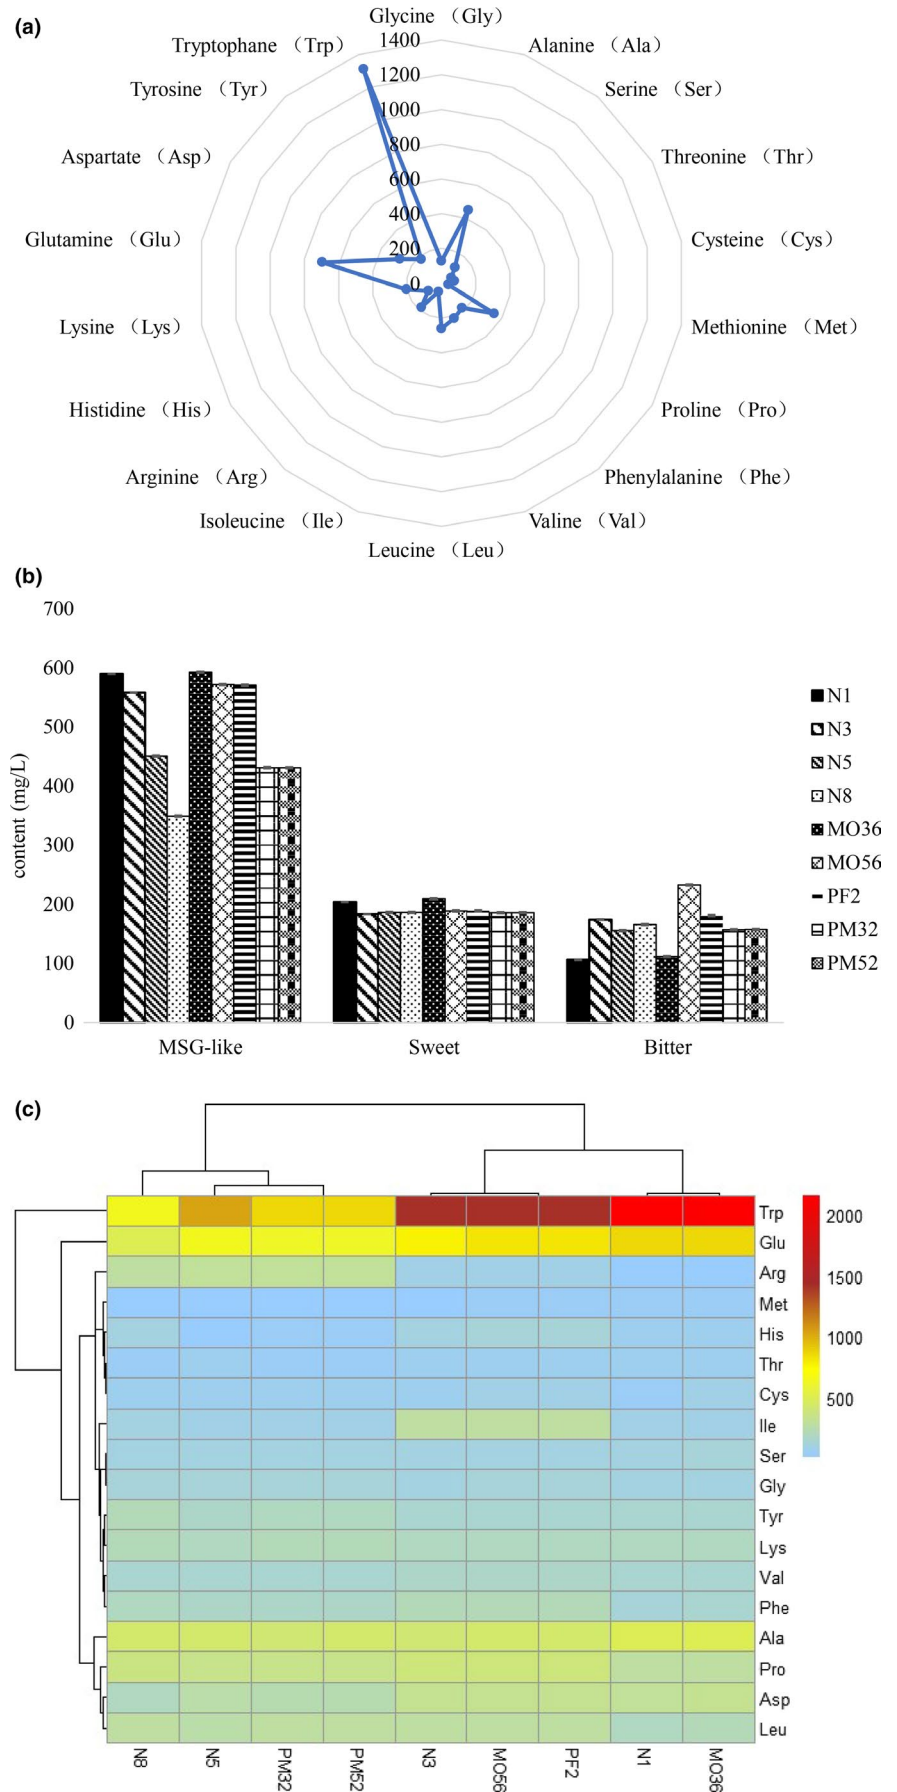 (a)
Glycine （Gly）
Tryptophane （Trp）
1400
Alanine （Ala）
1200
Tyrosine （Tyr）
Serine （Ser）
1000
800
Aspartate （Asp）
Threonine （Thr）
600
400
Glutamine （Glu）
Cysteine （Cys）
200
0
Lysine （Lys）
Methionine （Met）
Histidine （His）
Proline （Pro）
Arginine （Arg）
Phenylalanine （Phe）
Isoleucine （Ile）
Valine （Val）
Leucine （Leu）
(b)
700
600
500
400
300
200
100
0
content (mg/L)
MSG-like
Sweet
Bitter
N1
N3
N5
N8
MO36
MO56
PF2
PM32
PM52
(c)
Trp
Glu
Arg
Met
His
Thr
Cys
Ile
Ser
Gly
Tyr
Lys
Val
Phe
Ala
Pro
Asp
Leu
2000
1500
1000
500
N8
N5
PM32
PM52
N3
MO56
PF2
N1
MO36